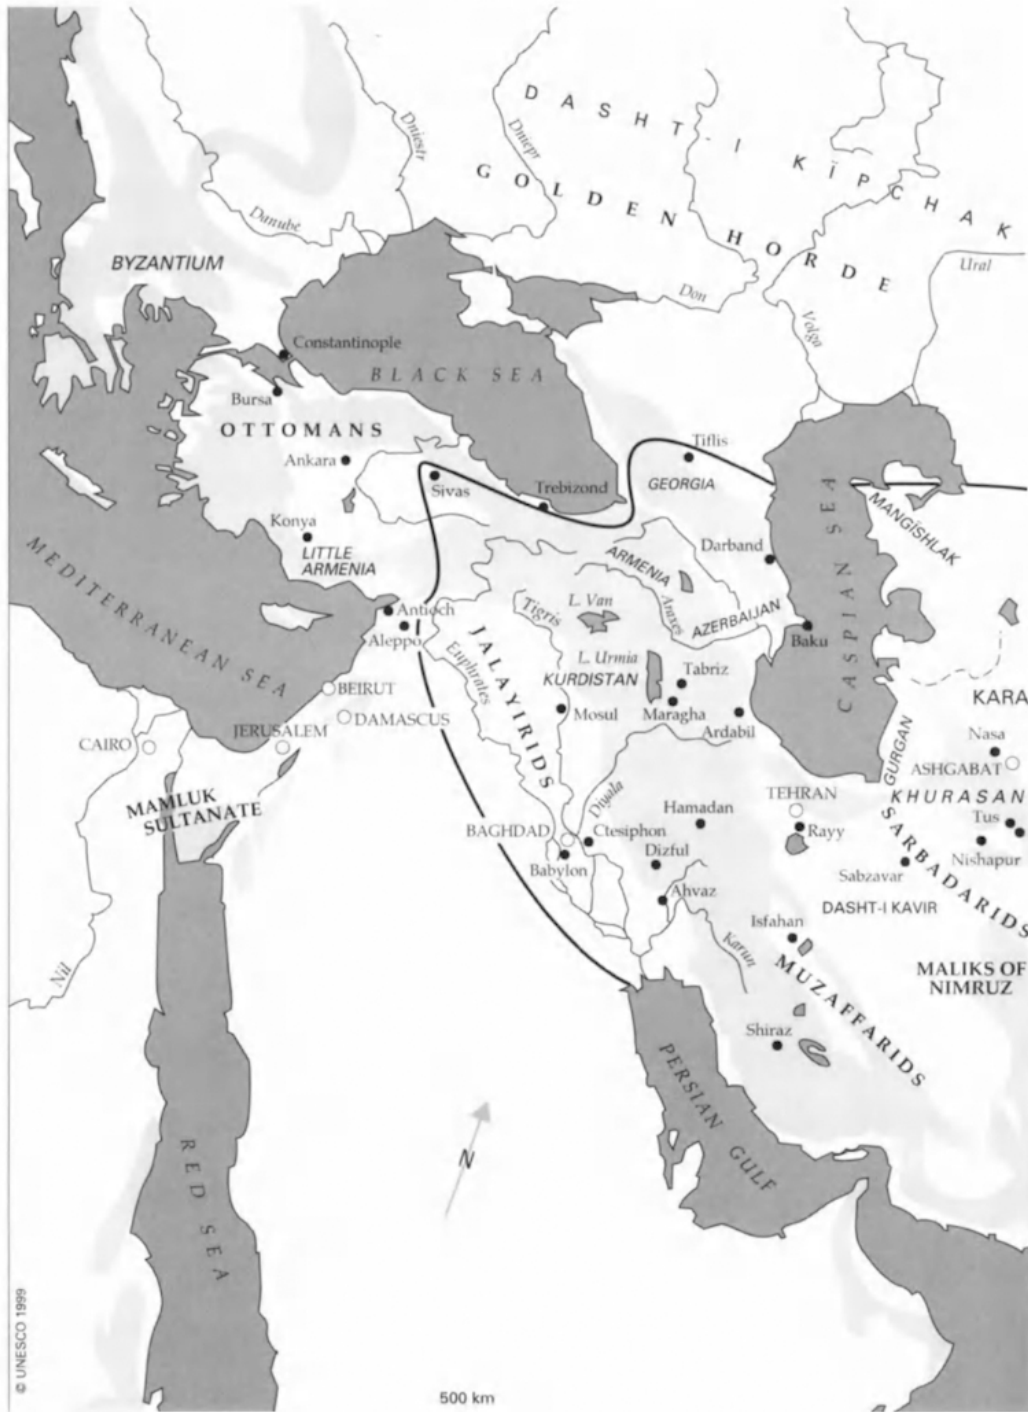 DASHT-I KÏPCHAK
GOLDEN HORDE
Dniestr
Dniepr
Danube
Don
Volga
Ural
BYZANTIUM
Constantinople
BLACK SEA
Bursa
OTTOMANS
Ankara
Sivas
Trebizond
Tiflis
GEORGIA
CASPIAN SEA
MANGÏSHLAK
Konya
LITTLE
ARMENIA
ARMENIA
Darband
MEDITERRANEAN SEA
Antioch
Aleppo
Tigris
L. Van
Araxes
AZERBAIJAN
Baku
JALAYIRIDS
Euphrates
L. Urmia
KURDISTAN
Tabriz
Maragha
Ardabil
Mosul
BEIRUT
DAMASCUS
JERUSALEM
CAIRO
MAMLUK
SULTANATE
KARA
GURGAN
Nasa
ASHGABAT
KHURASAN
Diyala
Hamadan
TEHRAN
Rayy
Tus
BAGHDAD
Ctesiphon
Dizful
Babylon
Nishapur
Sabzavar
SARBADARIDS
Ahvaz
DASHT-I KAVIR
Isfahan
Karun
MUZAFFARIDS
MALIKS OF
NIMRUZ
Nil
Shiraz
PERSIAN GULF
RED SEA
N
© UNESCO 1999
500 km